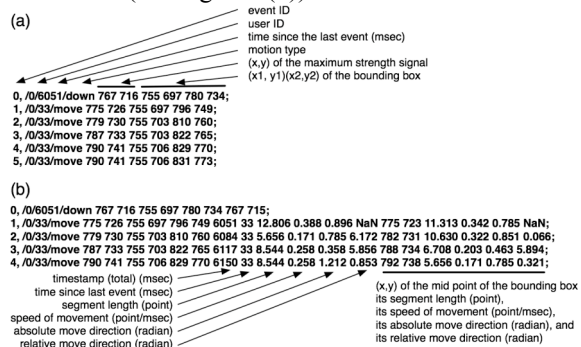 (a)
event ID
user ID
time since the last event (msec)
motion type
(x,y) of the maximum strength signal
(x1, y1)(x2,y2) of the bounding box
0, /0/6051/down 767 716 755 697 780 734;
1, /0/33/move 775 726 755 697 796 749;
2, /0/33/move 779 730 755 703 810 760;
3, /0/33/move 787 733 755 703 822 765;
4, /0/33/move 790 741 755 706 829 770;
5, /0/33/move 790 741 755 706 831 773;
(b)
0, /0/6051/down 767 716 755 697 780 734 767 715;
1, /0/33/move 775 726 755 697 796 749 6051 33 12.806 0.388 0.896 NaN 775 723 11.313 0.342 0.785 NaN;
2, /0/33/move 779 730 755 703 810 760 6084 33 5.656 0.171 0.785 6.172 782 731 10.630 0.322 0.851 0.066;
3, /0/33/move 787 733 755 703 822 765 6117 33 8.544 0.258 0.358 5.856 788 734 6.708 0.203 0.463 5.894;
4, /0/33/move 790 741 755 706 829 770 6150 33 8.544 0.258 1.212 0.853 792 738 5.656 0.171 0.785 0.321;
timestamp (total) (msec)
time since last event (msec)
segment length (point)
speed of movement (point/msec)
absolute move direction (radian)
relative move direction (radian)
(x,y) of the mid point of the bounding box
its segment length (point),
its speed of movement (point/msec),
its absolute move direction (radian), and
its relative move direction (radian)